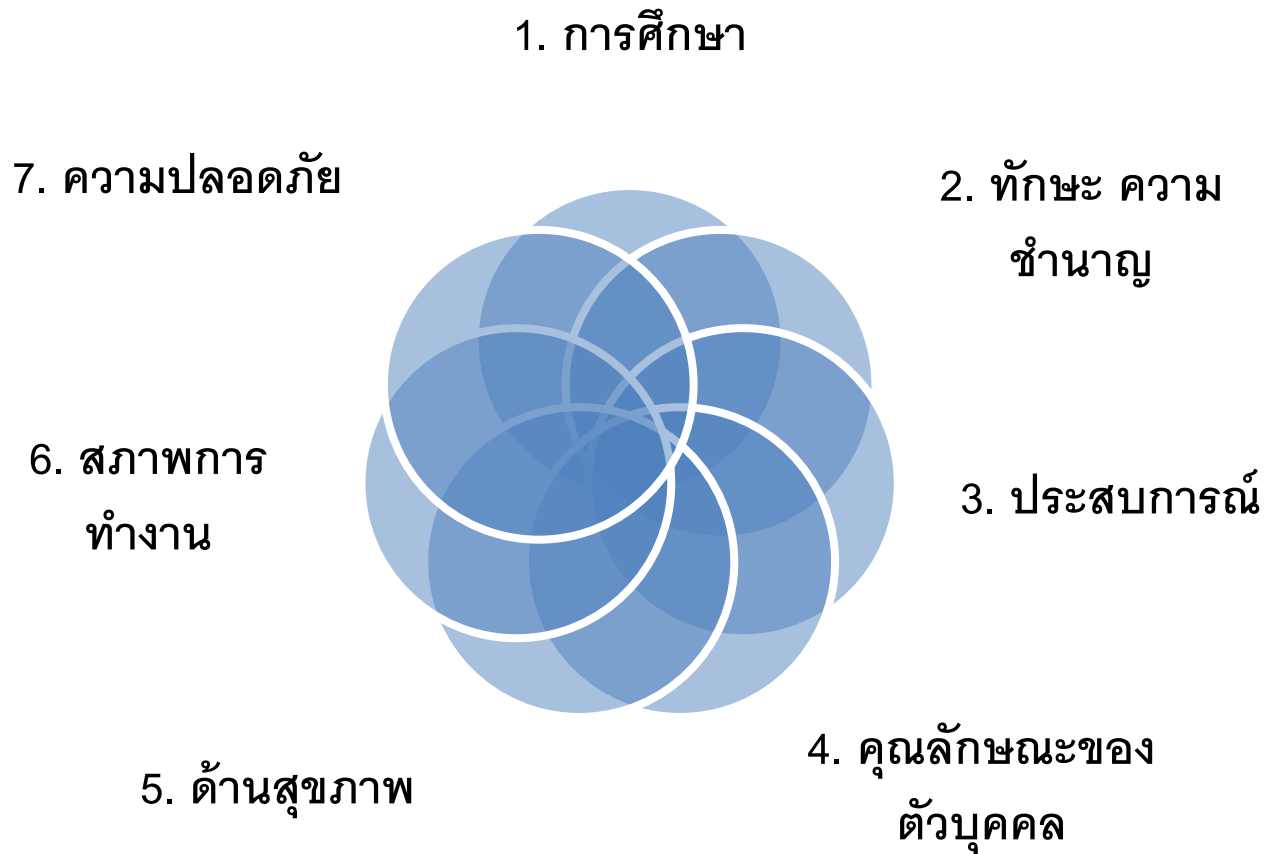 1. การศึกษา
2. ทักษะ ความ
ชำนาญ
3. ประสบการณ์
4. คุณลักษณะของ
ตัวบุคคล
5. ด้านสุขภาพ
6. สภาพการ
ทำงาน
7. ความปลอดภัย